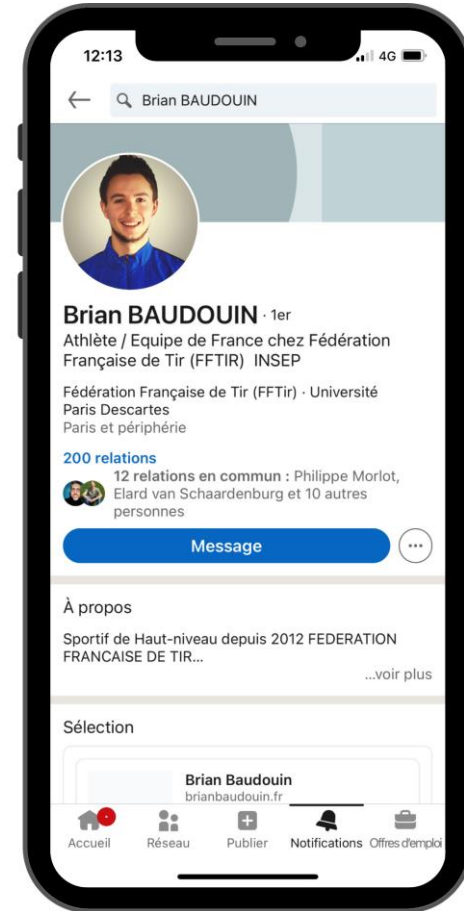 12:13
4G
Brian BAUDOUIN
Brian BAUDOUIN · 1er
Athlète / Equipe de France chez Fédération
Française de Tir (FFTIR) INSEP
Fédération Française de Tir (FFTir) · Université
Paris Descartes
Paris et périphérie
200 relations
12 relations en commun : Philippe Morlot,
Elard van Schaardenburg et 10 autres
personnes
Message
À propos
Sportif de Haut-niveau depuis 2012 FEDERATION
FRANCAISE DE TIR...
...voir plus
Sélection
Brian Baudouin
brianbaudouin.fr
Accueil Réseau Publier Notifications Offres d'emploi